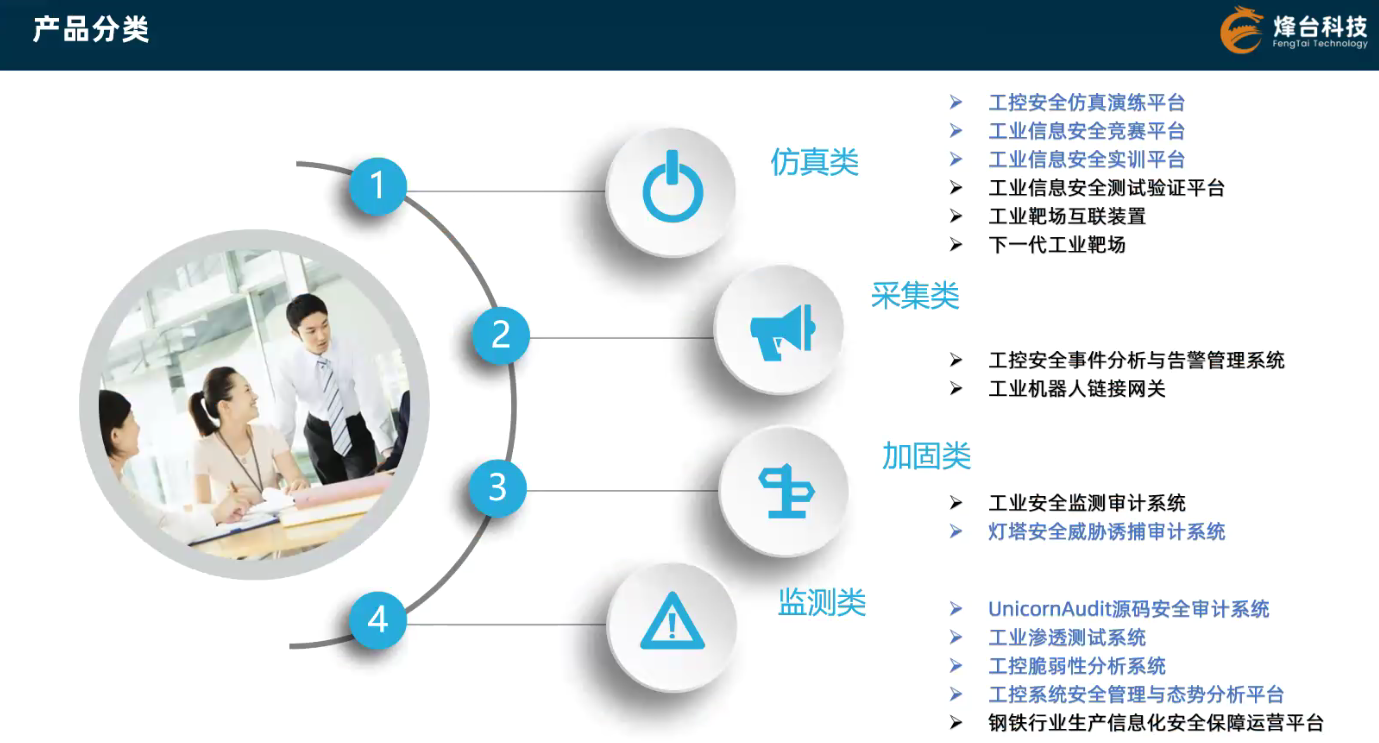 产品分类
烽台科技
FengTai Technology
1
仿真类
工控安全仿真演练平台
工业信息安全竞赛平台
工业信息安全实训平台
工业信息安全测试验证平台
工业靶场互联装置
下一代工业靶场
2
采集类
工控安全事件分析与告警管理系统
工业机器人链接网关
3
加固类
工业安全监测审计系统
灯塔安全威胁诱捕审计系统
4
监测类
UnicornAudit源码安全审计系统
工业渗透测试系统
工控脆弱性分析系统
工控系统安全管理与态势分析平台
钢铁行业生产信息化安全保障运营平台